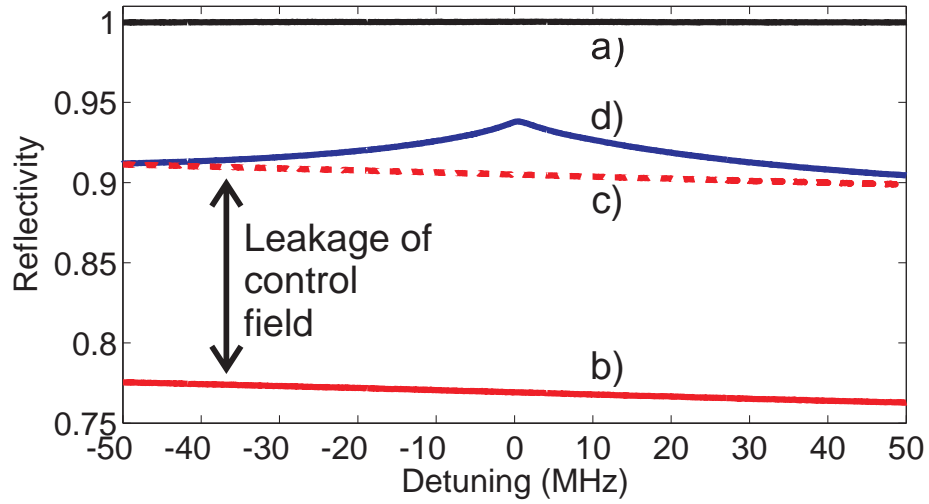 1
0.95
0.9
0.85
0.8
0.75
Reflectivity
a)
d)
c)
Leakage of
control
field
b)
-50 -40 -30 -20 -10 0 10 20 30 40 50
Detuning (MHz)